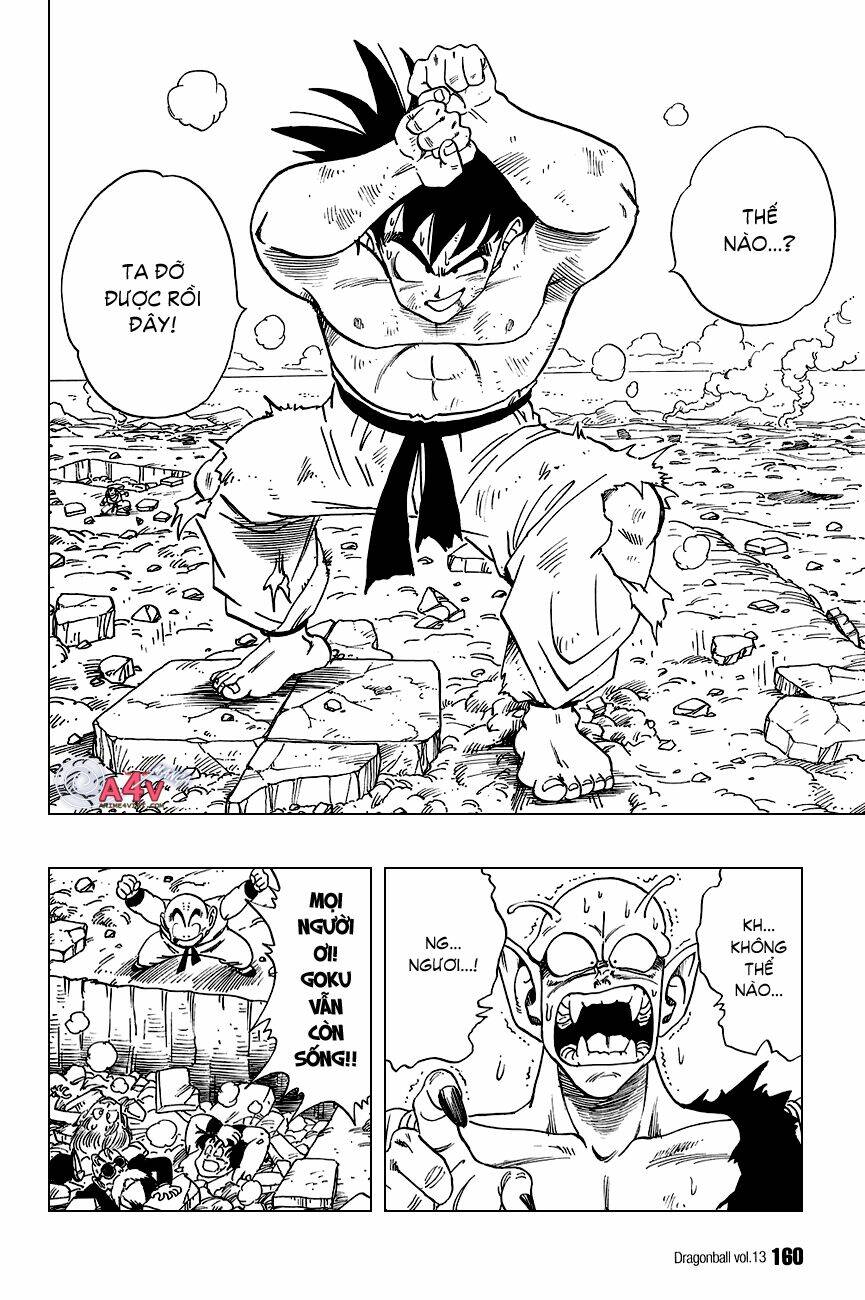 THẾ
NÀO...?
TA ĐỠ
ĐƯỢC RỒI
ĐÂY!
KH...
KHÔNG
THỂ
NÀO...
NG...
NGƯƠI...!
MỌI
NGƯỜI
ƠI!
GOKU
VẪN
CÒN
SỐNG!!
A4V
Dragonball vol.13 160